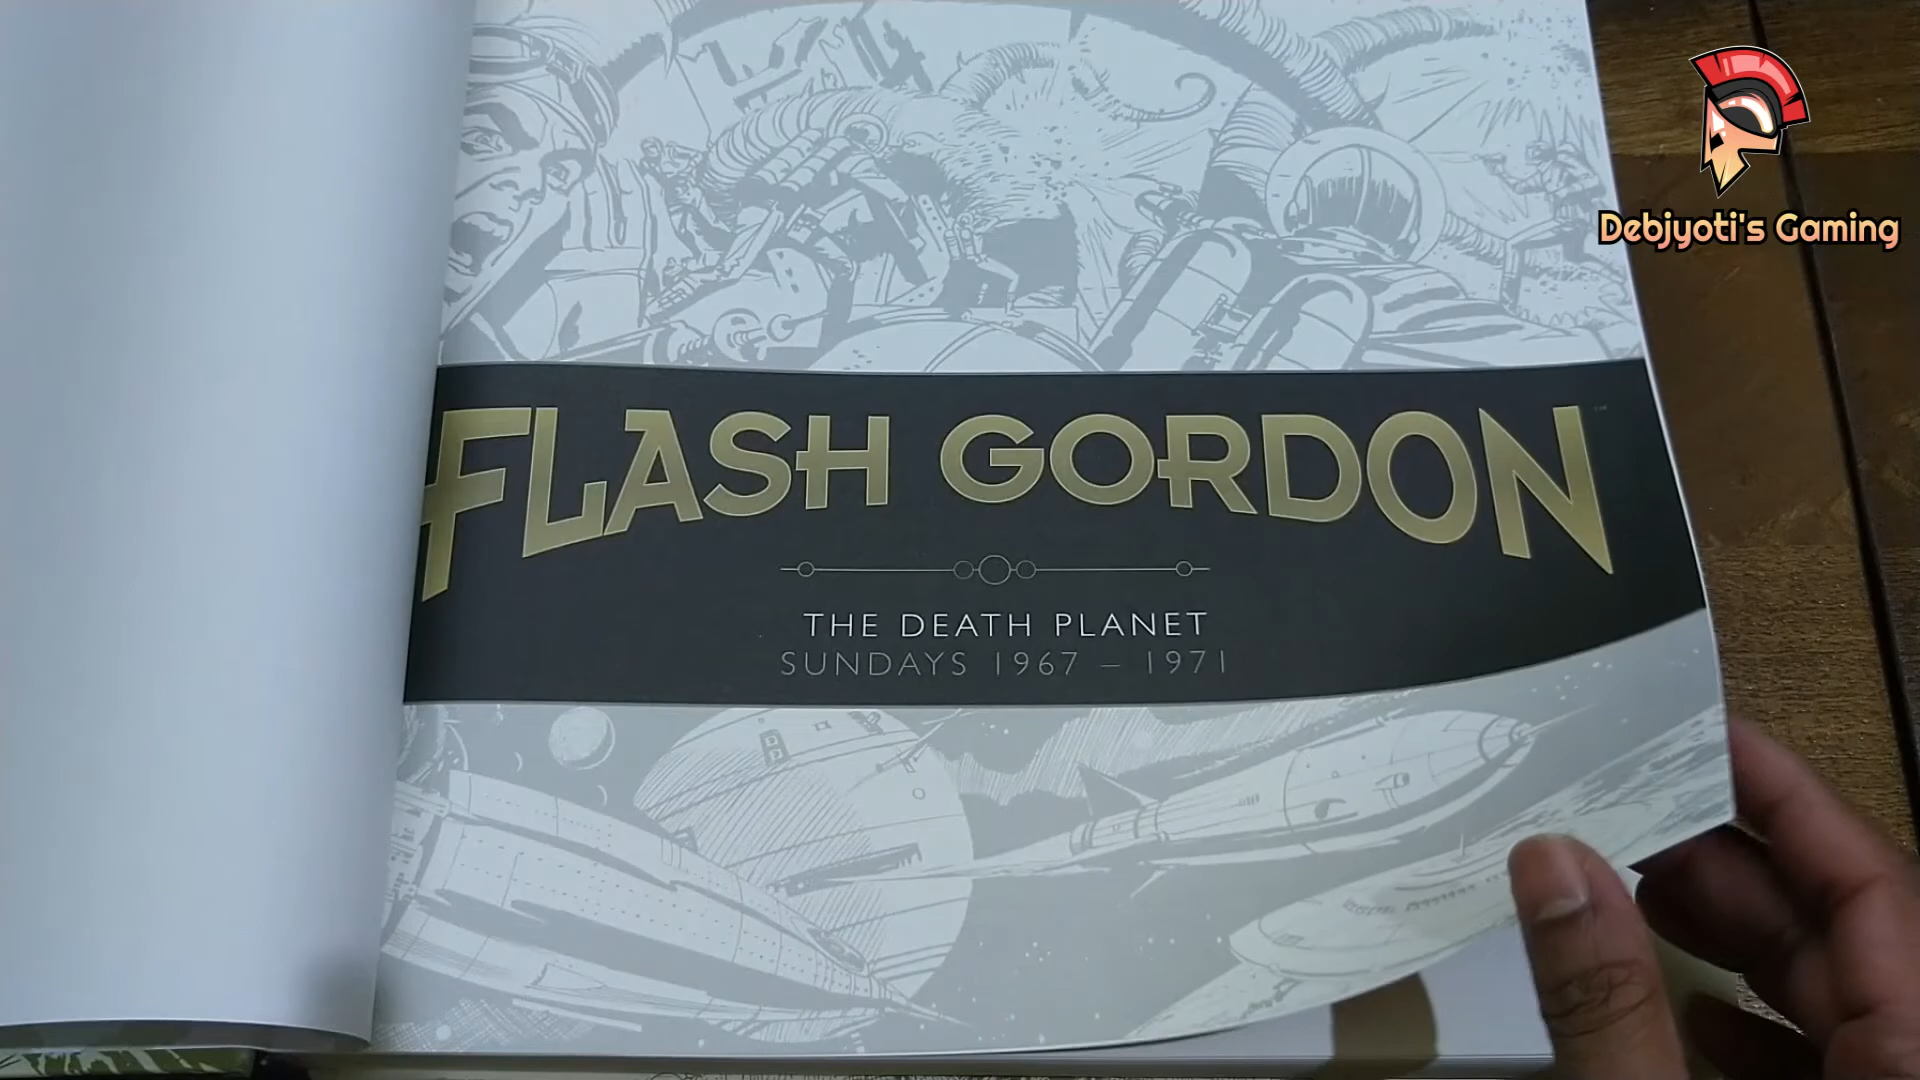 Debjyoti's Gaming
FLASH GORDON
THE DEATH PLANET
SUNDAYS 1967 – 1971